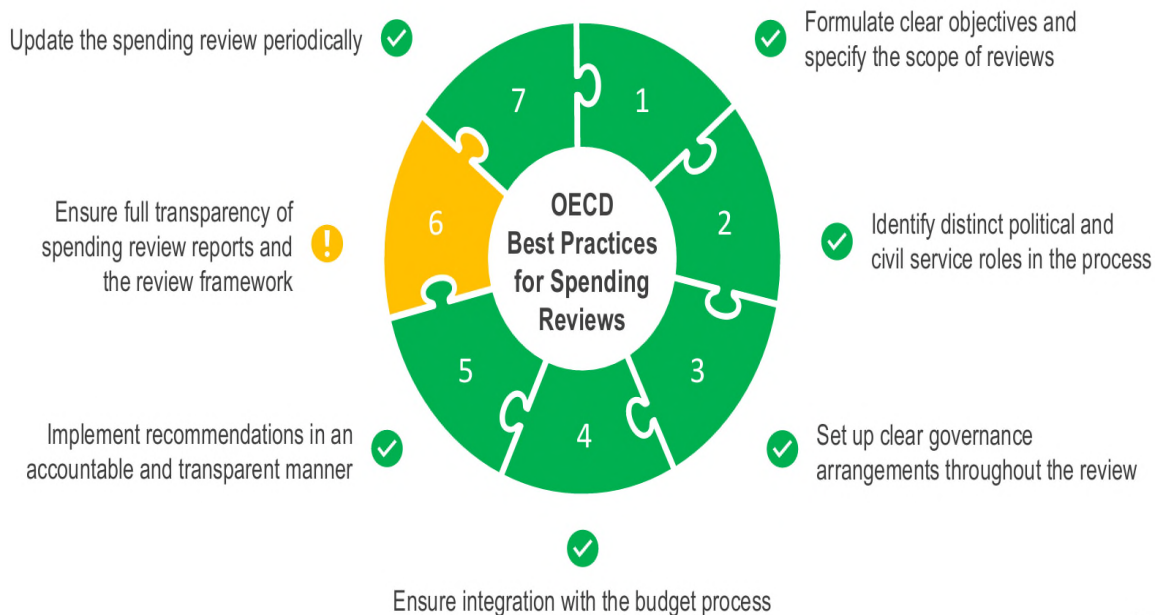 Update the spending review periodically
Formulate clear objectives and
specify the scope of reviews
7
1
6
2
5
3
4
OECD
Best Practices
for Spending
Reviews
Ensure full transparency of
spending review reports and
the review framework
Identify distinct political and
civil service roles in the process
Implement recommendations in an
accountable and transparent manner
Set up clear governance
arrangements throughout the review
Ensure integration with the budget process